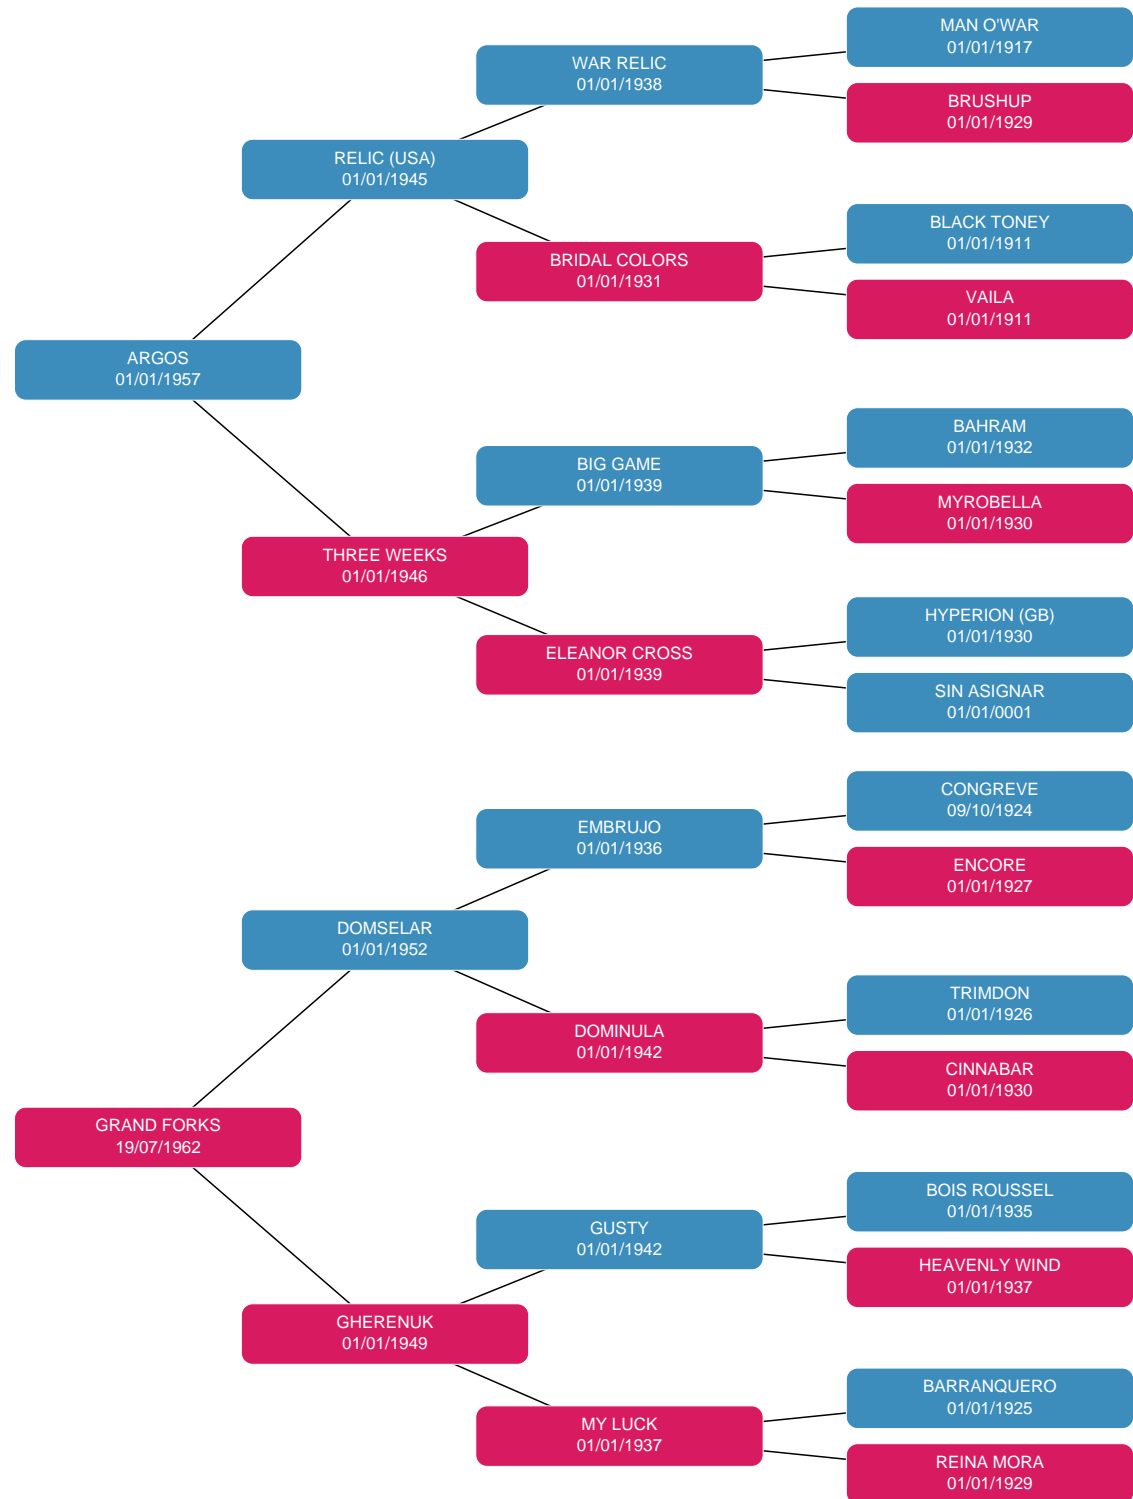 MAN O'WAR
01/01/1917
WAR RELIC
01/01/1938
BRUSHUP
01/01/1929
RELIC (USA)
01/01/1945
BLACK TONEY
01/01/1911
BRIDAL COLORS
01/01/1931
VAILA
01/01/1911
ARGOS
01/01/1957
BAHRAM
01/01/1932
BIG GAME
01/01/1939
MYROBELLA
01/01/1930
THREE WEEKS
01/01/1946
HYPERION (GB)
01/01/1930
ELEANOR CROSS
01/01/1939
SIN ASIGNAR
01/01/0001
CONGREVE
09/10/1924
EMBRUJO
01/01/1936
ENCORE
01/01/1927
DOMSELAR
01/01/1952
TRIMDON
01/01/1926
DOMINULA
01/01/1942
CINNABAR
01/01/1930
GRAND FORKS
19/07/1962
BOIS ROUSSEL
01/01/1935
GUSTY
01/01/1942
HEAVENLY WIND
01/01/1937
GHERENUK
01/01/1949
BARRANQUERO
01/01/1925
MY LUCK
01/01/1937
REINA MORA
01/01/1929